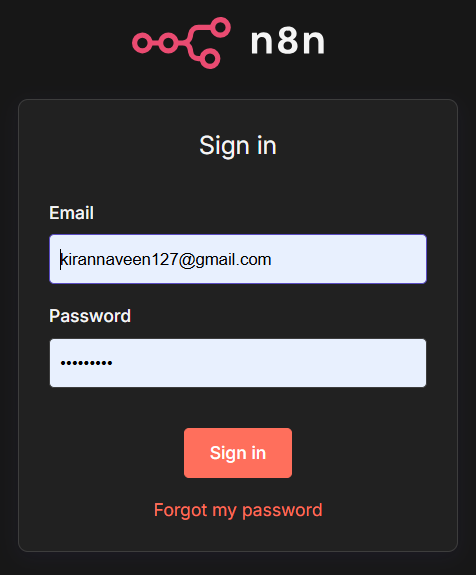 n8n
Sign in
Email
kirannaveen127@gmail.com
Password
•••••••••
Sign in
Forgot my password